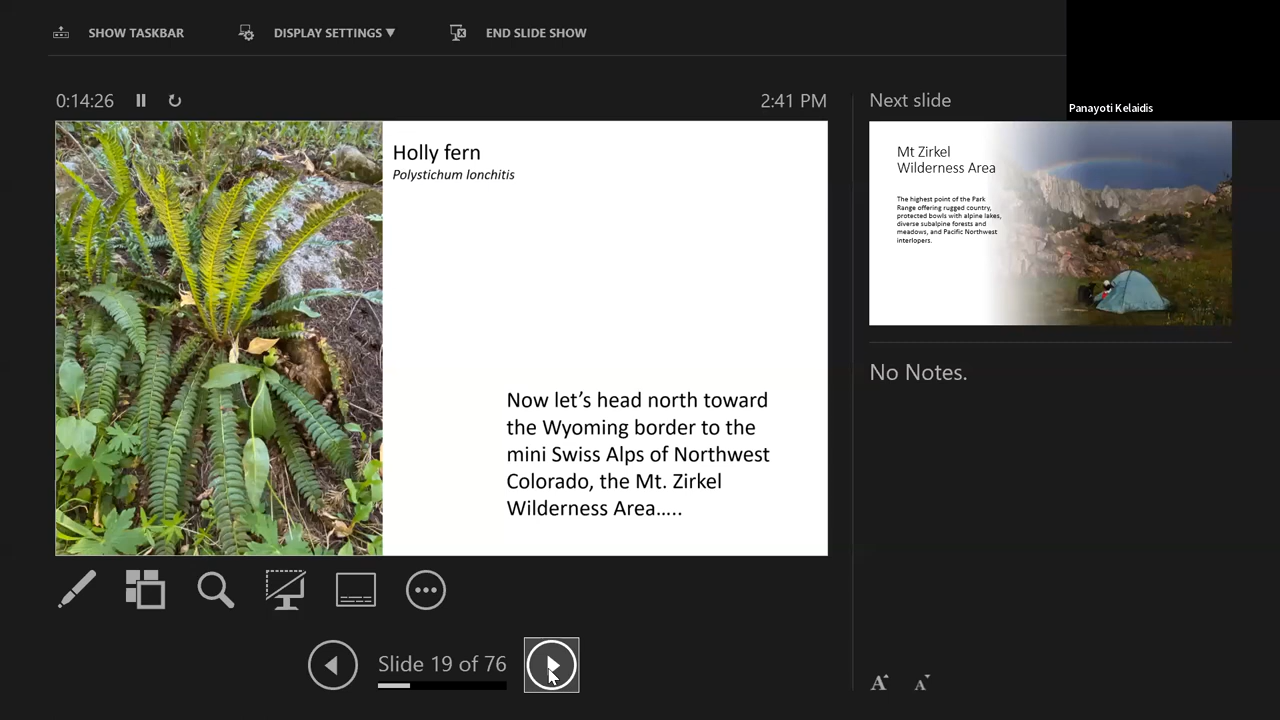 SHOW TASKBAR
DISPLAY SETTINGS ▼
END SLIDE SHOW
0:14:26
2:41 PM
Next slide
Panayoti Kelaidis
Holly fern
Polystichum lonchitis
Now let’s head north toward
the Wyoming border to the
mini Swiss Alps of Northwest
Colorado, the Mt. Zirkel
Wilderness Area…..
Mt Zirkel
Wilderness Area
The highest point of the Park
Range offering rugged country,
protected bowls with alpine lakes,
diverse subalpine forests and
meadows, and Pacific Northwest
interlopers.
No Notes.
Slide 19 of 76
A A